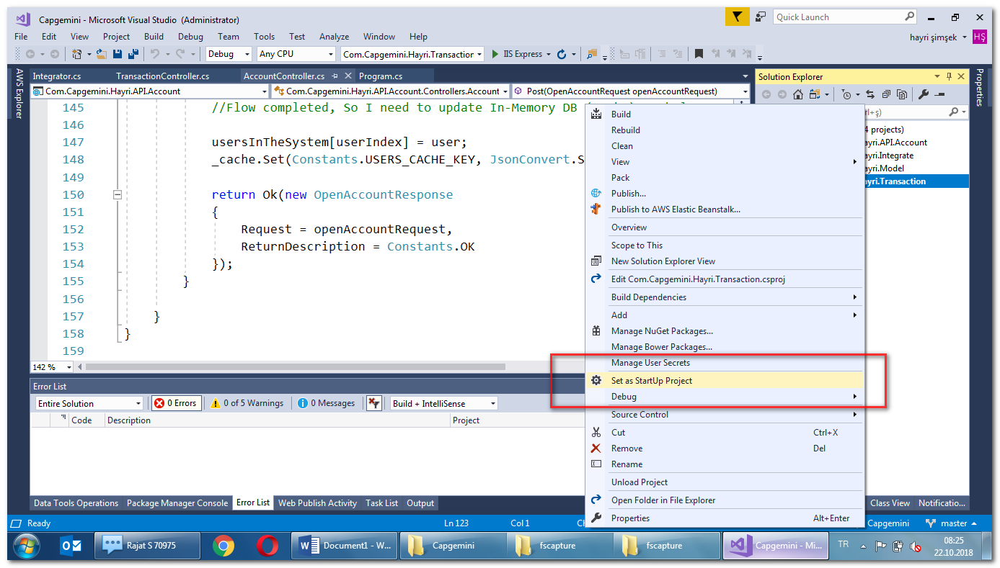 Capgemini - Microsoft Visual Studio (Administrator)
Quick Launch
File Edit View Project Build Debug Team Tools Test Analyze Window Help
hayri şimşek HŞ
Debug Any CPU Com.Capgemini.Hayri.Transaction IIS Express
AWS Explorer
Integrator.cs TransactionController.cs AccountController.cs Program.cs
Com.Capgemini.Hayri.API.Account Com.Capgemini.Hayri.API.Account.Controllers.Account Post(OpenAccountRequest openAccountRequest)
145 //Flow completed, So I need to update In-Memory DB
146
147 usersInTheSystem[userIndex] = user;
148 _cache.Set(Constants.USERS_CACHE_KEY, JsonConvert.S
149
150 return Ok(new OpenAccountResponse
151 {
152 Request = openAccountRequest,
153 ReturnDescription = Constants.OK
154 });
155 }
156
157 }
158 }
159
142 %
Error List
Entire Solution 0 Errors 0 of 5 Warnings 0 Messages Build + IntelliSense
Code Description Project
Data Tools Operations Package Manager Console Error List Web Publish Activity Task List Output
Solution Explorer
Properties
rl+ş)
4 projects)
ayri.API.Account
ayri.Integrate
ayri.Model
ayri.Transaction
Build
Rebuild
Clean
View
Pack
Publish...
Publish to AWS Elastic Beanstalk...
Overview
Scope to This
New Solution Explorer View
Edit Com.Capgemini.Hayri.Transaction.csproj
Build Dependencies
Add
Manage NuGet Packages...
Manage Bower Packages...
Manage User Secrets
Set as StartUp Project
Debug
Source Control
Cut Ctrl+X
Remove Del
Rename
Unload Project
Open Folder in File Explorer
Properties Alt+Enter
Class View Notificatio...
Ready Ln 123 Col 1 Capgemini master
Rajat S 70975 Document1 - W... Capgemini fscapture fscapture Capgemini - Mi... TR 08:25
22.10.2018